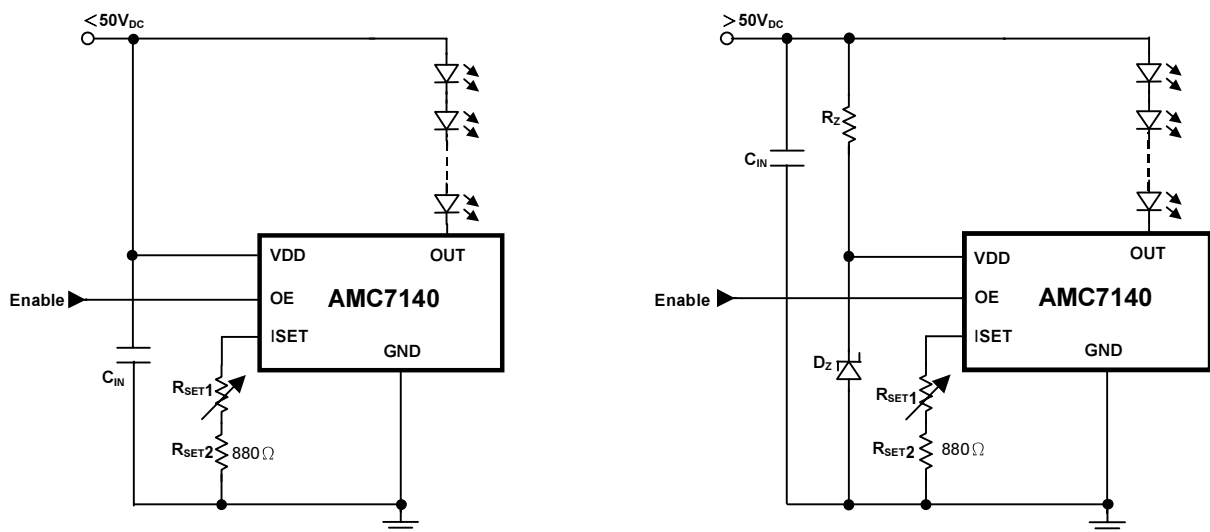 <50VDC
VDD
OUT
Enable
OE
AMC7140
ISET
GND
CIN
RSET1
RSET2
880Ω
>50VDC
RZ
CIN
VDD
OUT
Enable
OE
AMC7140
ISET
GND
DZ
RSET1
RSET2
880Ω